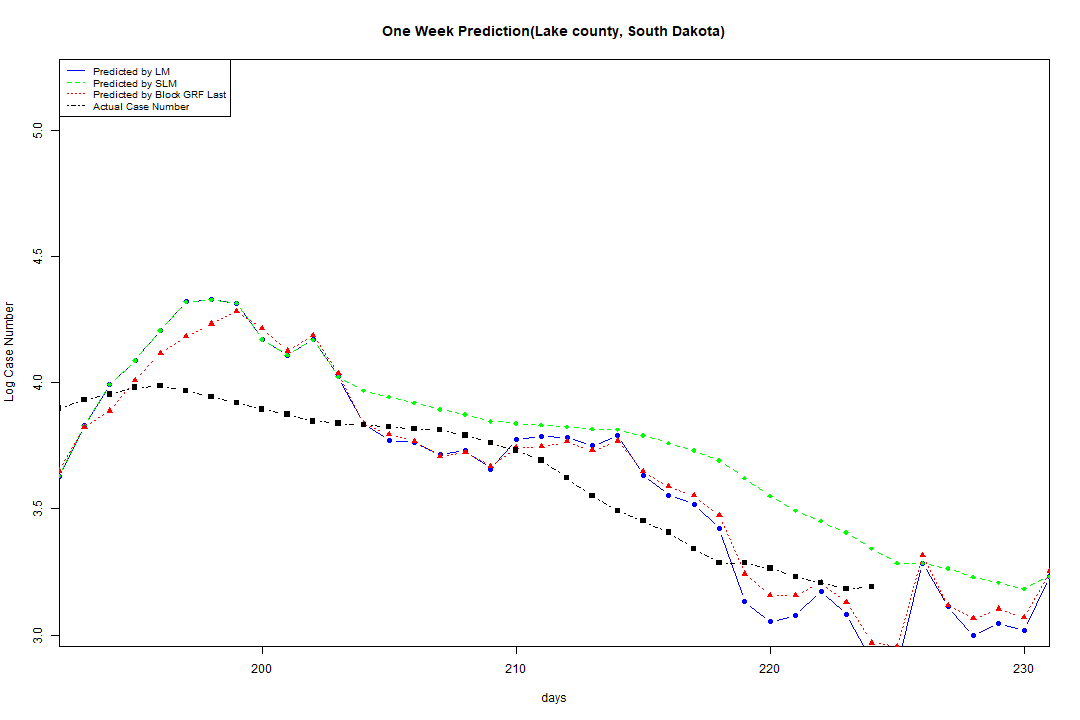 One Week Prediction(Lake county, South Dakota)
Predicted by LM
Predicted by SLM
Predicted by Block GRF Last
Actual Case Number
5.0
4.5
4.0
3.5
3.0
Log Case Number
200 210 220 230
days